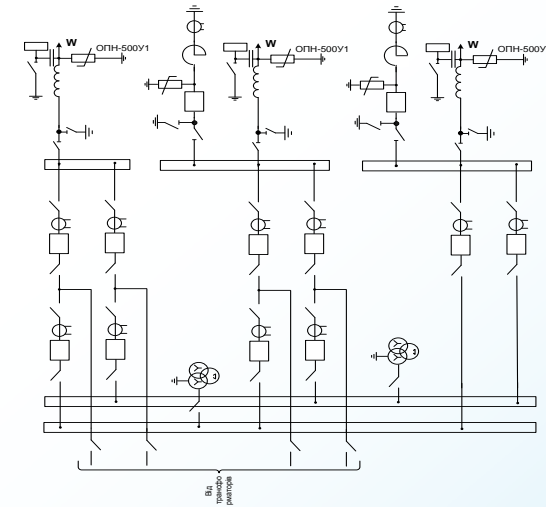 W
ОПН-500У1
W
ОПН-500У1
W
ОПН-500У
Від
трансфо
рматорів